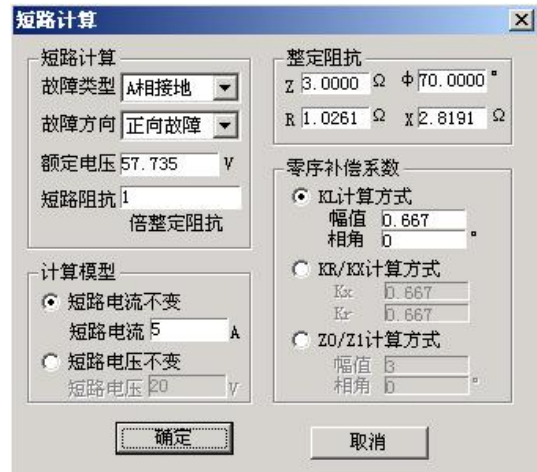 短路计算
短路计算
故障类型 A相接地
故障方向 正向故障
额定电压 57.735 V
短路阻抗 1
倍整定阻抗
计算模型
短路电流不变
短路电流 5 A
短路电压不变
短路电压 20 V
整定阻抗
Z 3.0000 Ω Φ 70.0000 °
R 1.0261 Ω X 2.8191 Ω
零序补偿系数
KL计算方式
幅值 0.667
相角 0 °
KR/KX计算方式
Kx 0.667
Kr 0.667
Z0/Z1计算方式
幅值 3
相角 0 °
确定
取消